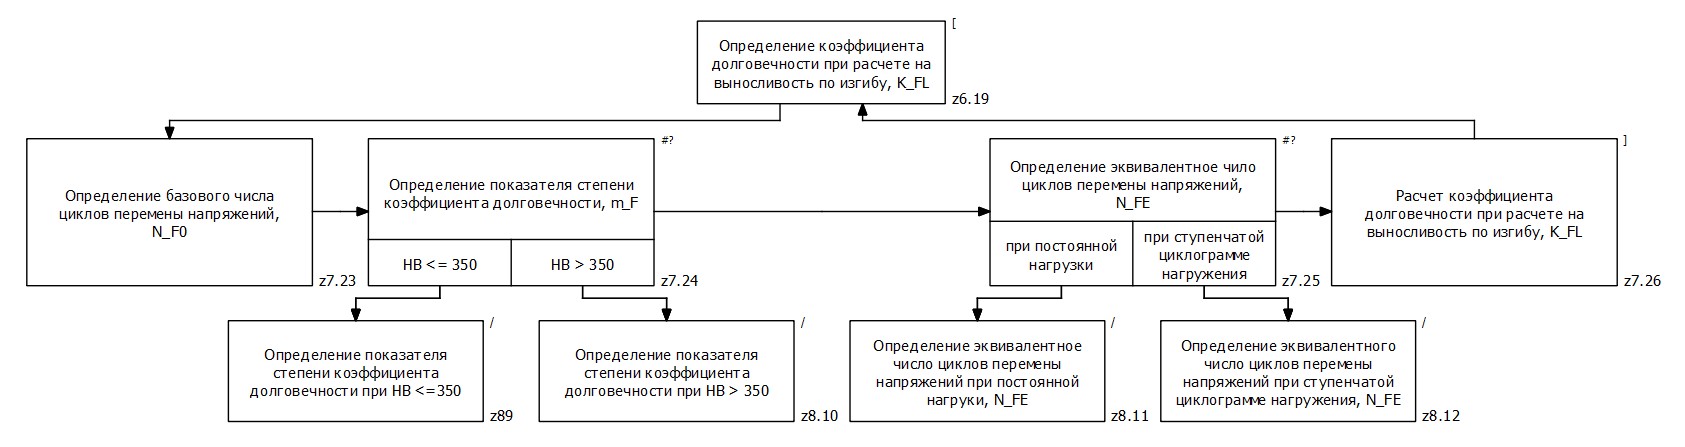 [
Определение коэффициента
долговечности при расчете на
выносливость по изгибу, K_FL
z6.19
Определение базового числа
циклов перемены напряжений,
N_F0
z7.23
#?
Определение показателя степени
коэффициента долговечности, m_F
HB <= 350
HB > 350
z7.24
#?
Определение эквивалентное чило
циклов перемены напряжений,
N_FE
при постоянной
нагрузки
при ступенчатой
циклограмме
нагружения
z7.25
]
Расчет коэффициента
долговечности при расчете на
выносливость по изгибу, K_FL
z7.26
/
Определение показателя
степени коэффициента
долговечности при HB <=350
z89
/
Определение показателя
степени коэффициента
долговечности при HB > 350
z8.10
/
Определение эквивалентное
число циклов перемены
напряжений при постоянной
нагруки, N_FE
z8.11
/
Определение эквивалентного
число циклов перемены
напряжений при ступенчатой
циклограмме нагружения, N_FE
z8.12